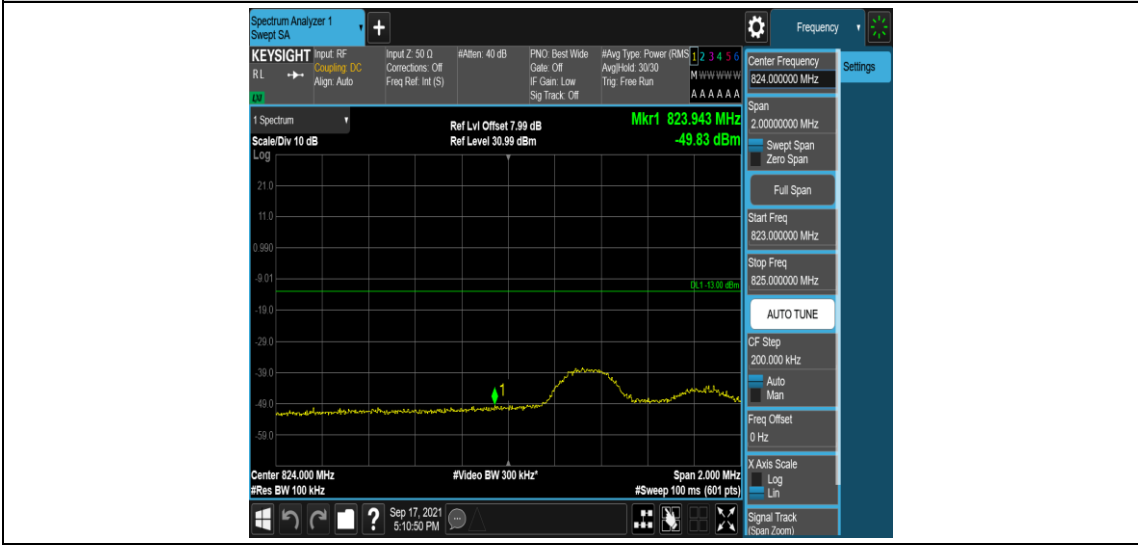 Spectrum Analyzer 1
Swept SA
+
Frequency
KEYSIGHT
RL
LM
Input: RF
Coupling: DC
Align: Auto
Input Z: 50 Ω
Corrections: Off
Freq Ref: Int (S)
#Atten: 40 dB
PNO: Best Wide
Gate: Off
IF Gain: Low
Sig Track: Off
#Avg Type: Power (RMS
Avg|Hold: 30/30
Trig: Free Run
1 2 3 4 5 6
M W W W W W
A A A A A A
1 Spectrum
Scale/Div 10 dB
Log
Ref Lvl Offset 7.99 dB
Ref Level 30.99 dBm
Mkr1 823.943 MHz
-49.83 dBm
21.0
11.0
0.990
-9.01
DL1 -13.00 dBm
-19.0
-29.0
-39.0
1
-49.0
-59.0
Center 824.000 MHz
#Video BW 300 kHz*
Span 2.000 MHz
#Res BW 100 kHz
#Sweep 100 ms (601 pts)
?
Sep 17, 2021
5:10:50 PM
Center Frequency
824.000000 MHz
Settings
Span
2.00000000 MHz
Swept Span
Zero Span
Full Span
Start Freq
823.000000 MHz
Stop Freq
825.000000 MHz
AUTO TUNE
CF Step
200.000 kHz
Auto
Man
Freq Offset
0 Hz
X Axis Scale
Log
Lin
Signal Track
(Span Zoom)